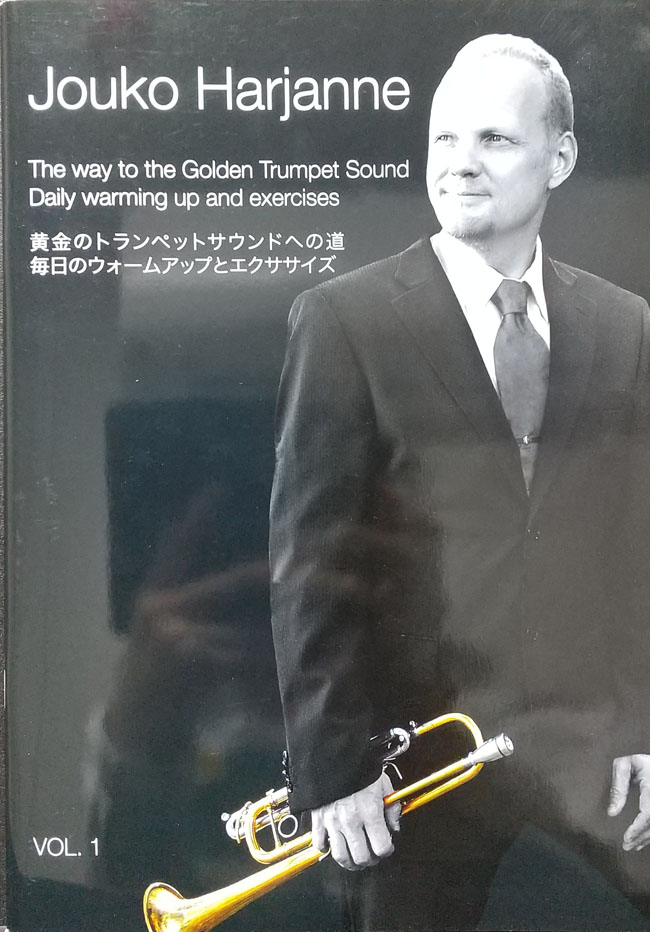 Jouko Harjanne
The way to the Golden Trumpet Sound
Daily warming up and exercises
黄金のトランペットサウンドへの道
毎日のウォームアップとエクササイズ
VOL. 1